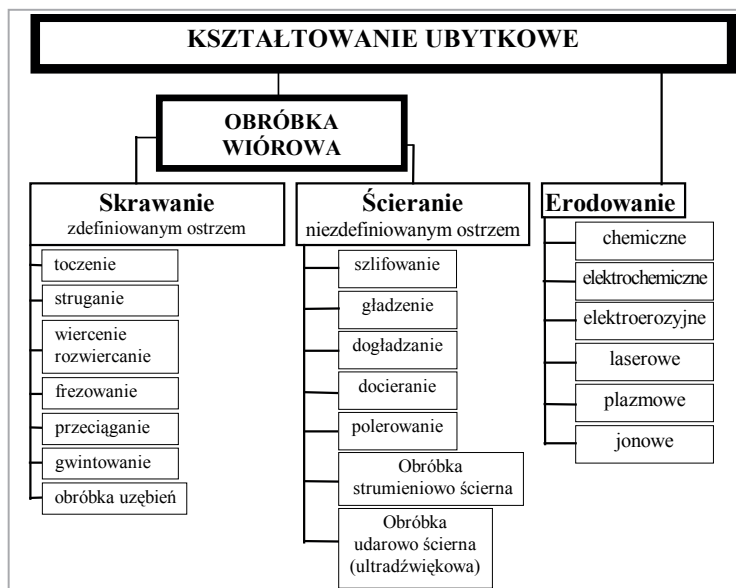 KSZTAŁTOWANIE UBYTKOWE
OBRÓBKA
WIÓROWA
Skrawanie
zdefiniowanym ostrzem
toczenie
struganie
wiercenie
rozwiercanie
frezowanie
przeciąganie
gwintowanie
obróbka uzębień
Ścieranie
niezdefiniowanym ostrzem
szlifowanie
gładzenie
dogładzanie
docieranie
polerowanie
Obróbka
strumieniowo ścierna
Obróbka
udarowo ścierna
(ultradźwiękowa)
Erodowanie
chemiczne
elektrochemiczne
elektroerozyjne
laserowe
plazmowe
jonowe